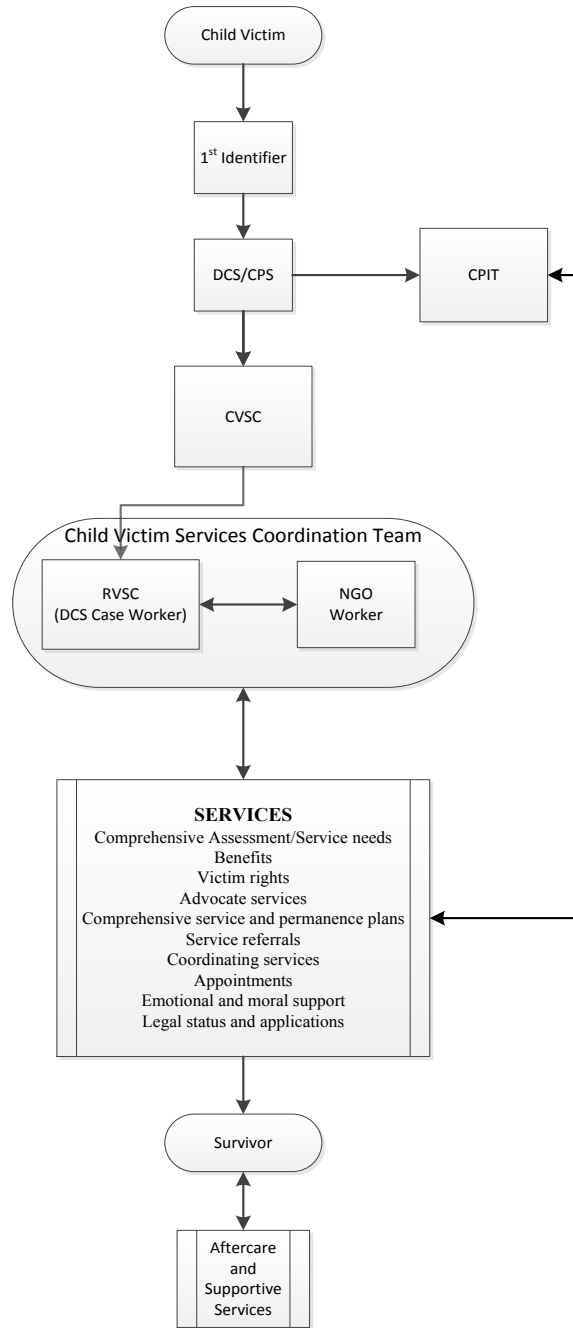 Child Victim
1st Identifier
DCS/CPS
CPIT
CVSC
Child Victim Services Coordination Team
RVSC
(DCS Case Worker)
NGO
Worker
SERVICES
Comprehensive Assessment/Service needs
Benefits
Victim rights
Advocate services
Comprehensive service and permanence plans
Service referrals
Coordinating services
Appointments
Emotional and moral support
Legal status and applications
Survivor
Aftercare
and
Supportive
Services